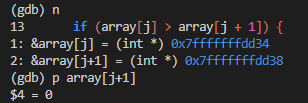 (gdb) n
13 if (array[j] > array[j + 1]) {
1: &array[j] = (int *) 0x7fffffffdd34
2: &array[j+1] = (int *) 0x7fffffffdd38
(gdb) p array[j+1]
$4 = 0